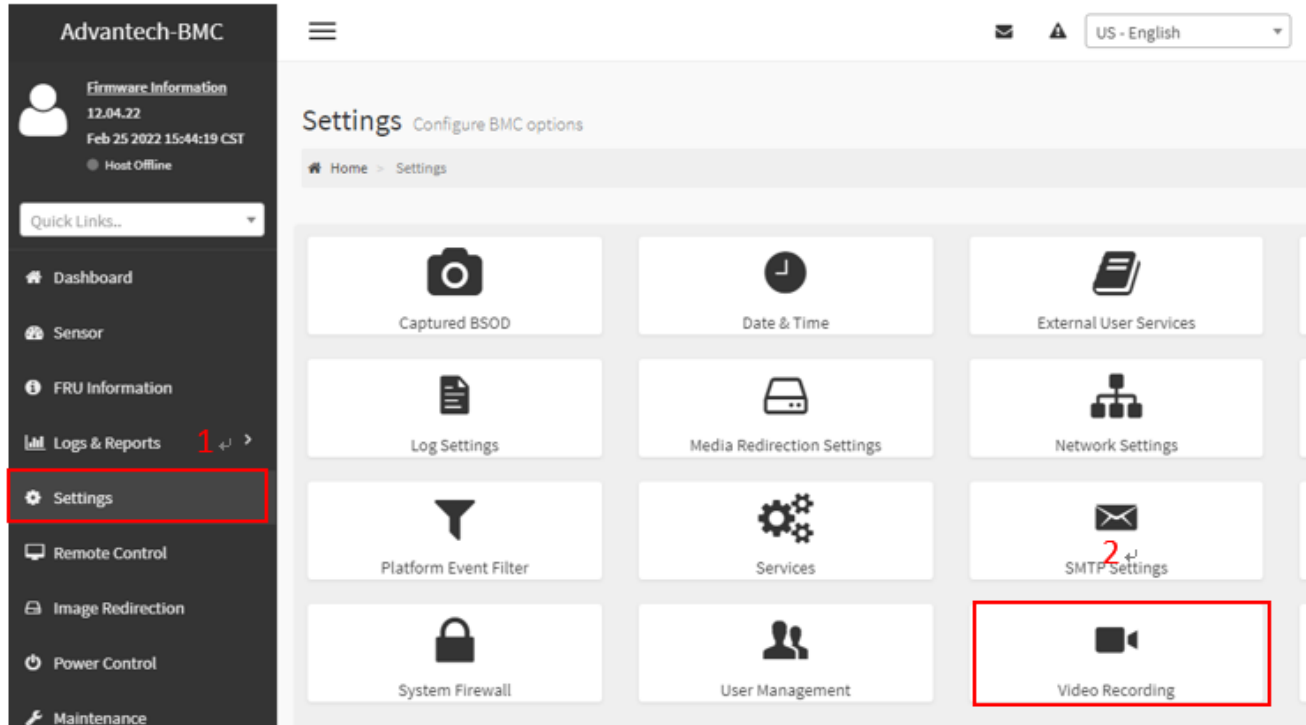 Advantech-BMC
US - English
Firmware Information
12.04.22
Feb 25 2022 15:44:19 CST
Host Offline
Quick Links..
Dashboard
Sensor
FRU Information
Logs & Reports 1 ↵ >
Settings
Remote Control
Image Redirection
Power Control
Maintenance
Settings Configure BMC options
Home > Settings
Captured BSOD
Date & Time
External User Services
Log Settings
Media Redirection Settings
Network Settings
Platform Event Filter
Services
2 ↵
SMTP Settings
System Firewall
User Management
Video Recording